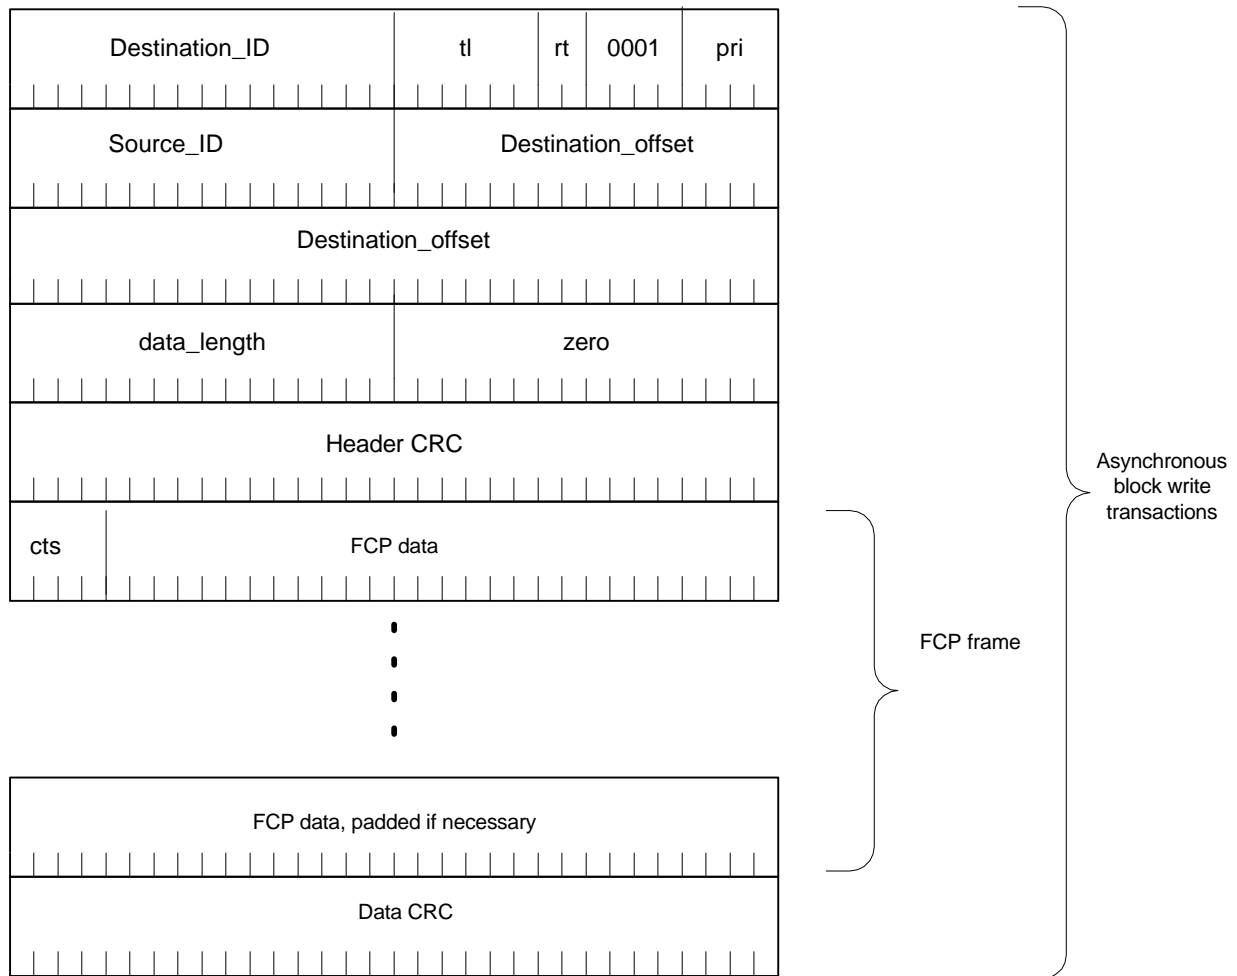 Destination_ID tl rt 0001 pri
Source_ID Destination_offset
Destination_offset
data_length zero
Header CRC
cts FCP data
FCP data, padded if necessary
Data CRC
FCP frame
Asynchronous
block write
transactions